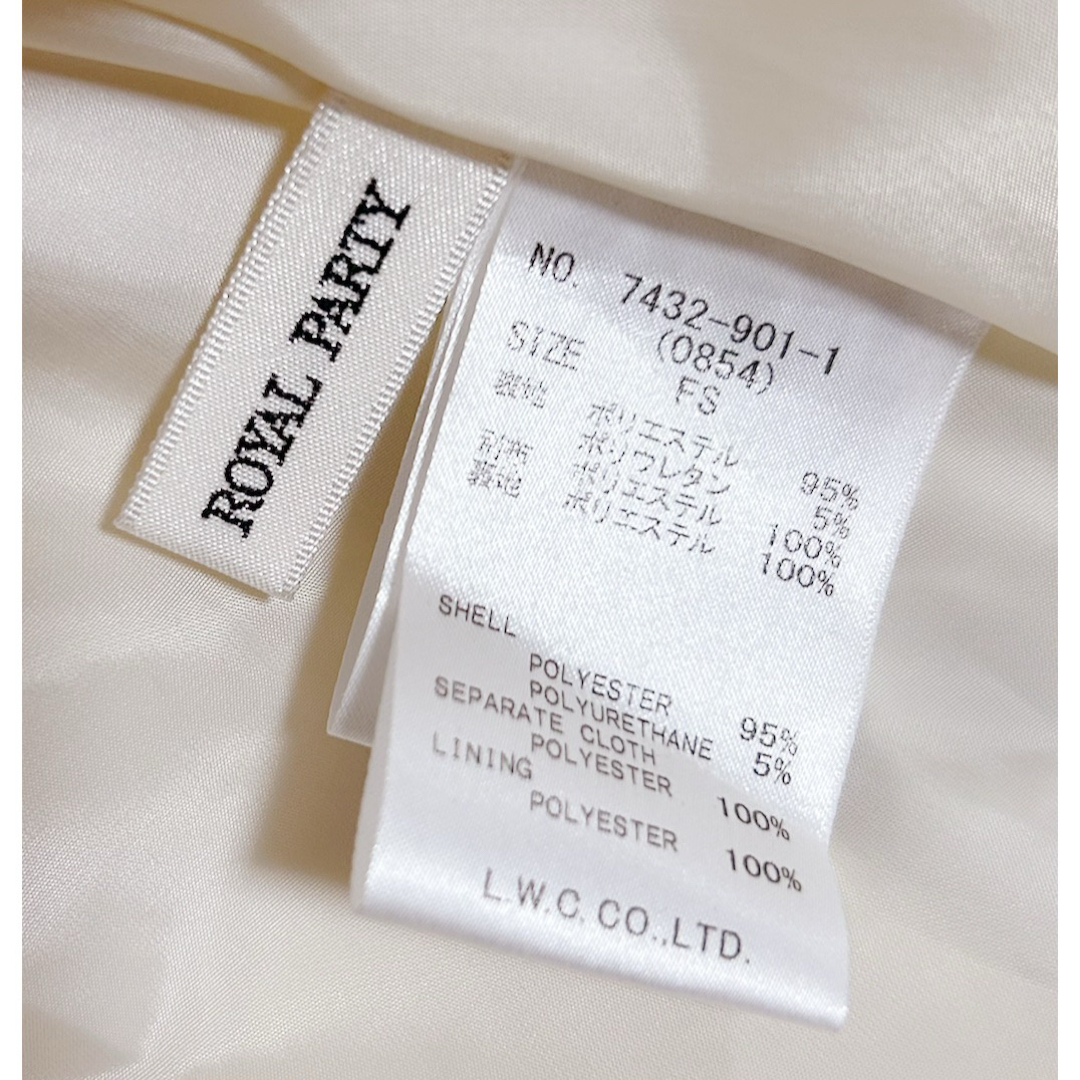 ROYAL PARTY
NO. 7432-901-1
(0854)
SIZE FS
表地 ポリエステル 95%
ポリウレタン 5%
別布 ポリエステル 100%
裏地 ポリエステル 100%
SHELL
POLYESTER 95%
POLYURETHANE 5%
SEPARATE CLOTH
POLYESTER 100%
LINING
POLYESTER 100%
L.W.C. CO.,LTD.